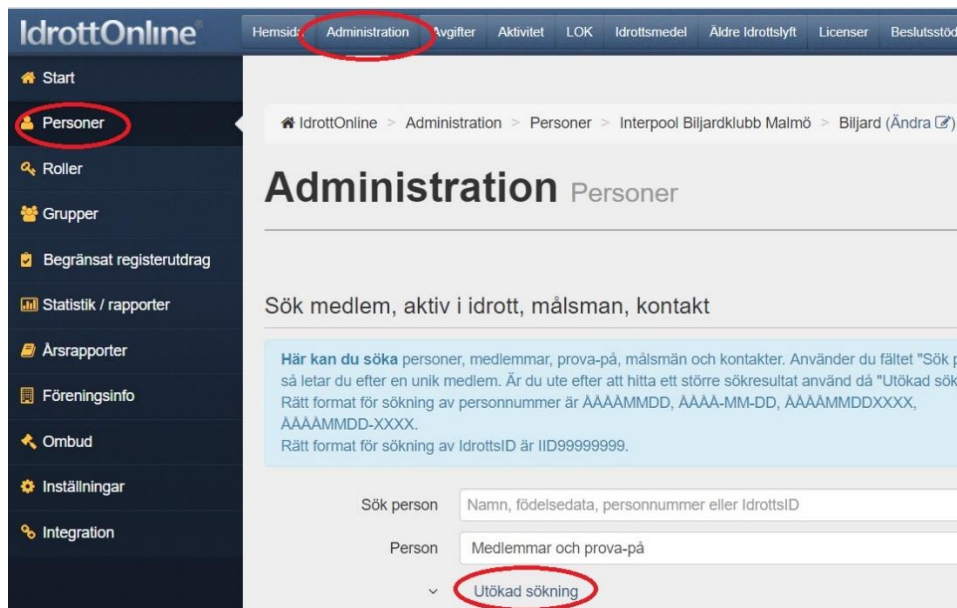 IdrottOnline®
Hemsida Administration Avgifter Aktivitet LOK Idrottsmedel Äldre Idrottslyft Licenser Beslutsstöd
Start
Personer
Roller
Grupper
Begränsat registerutdrag
Statistik / rapporter
Årsrapporter
Föreningsinfo
Ombud
Inställningar
Integration
IdrottOnline > Administration > Personer > Interpool Biljardklubb Malmö > Biljard (Ändra )
Administration Personer
Sök medlem, aktiv i idrott, målsman, kontakt
Här kan du söka personer, medlemmar, prova-på, målsmän och kontakter. Använder du fältet "Sök p
så letar du efter en unik medlem. Är du ute efter att hitta ett större sökresultat använd då "Utökad sök
Rätt format för sökning av personnummer är ÅÅÅÅMMDD, ÅÅÅÅ-MM-DD, ÅÅÅÅMMDDXXXX,
ÅÅÅÅMMDD-XXXX.
Rätt format för sökning av IdrottsID är IID99999999.
Sök person Namn, födelsedata, personnummer eller IdrottsID
Person Medlemmar och prova-på
Utökad sökning